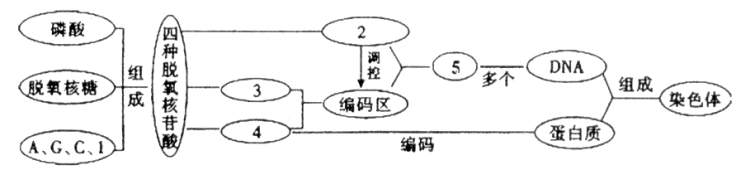 磷酸
脱氧核糖
A、G、C、1
组成
四种脱氧核苷酸
2
调控
3
4
编码区
5
多个
编码
DNA
蛋白质
组成
染色体